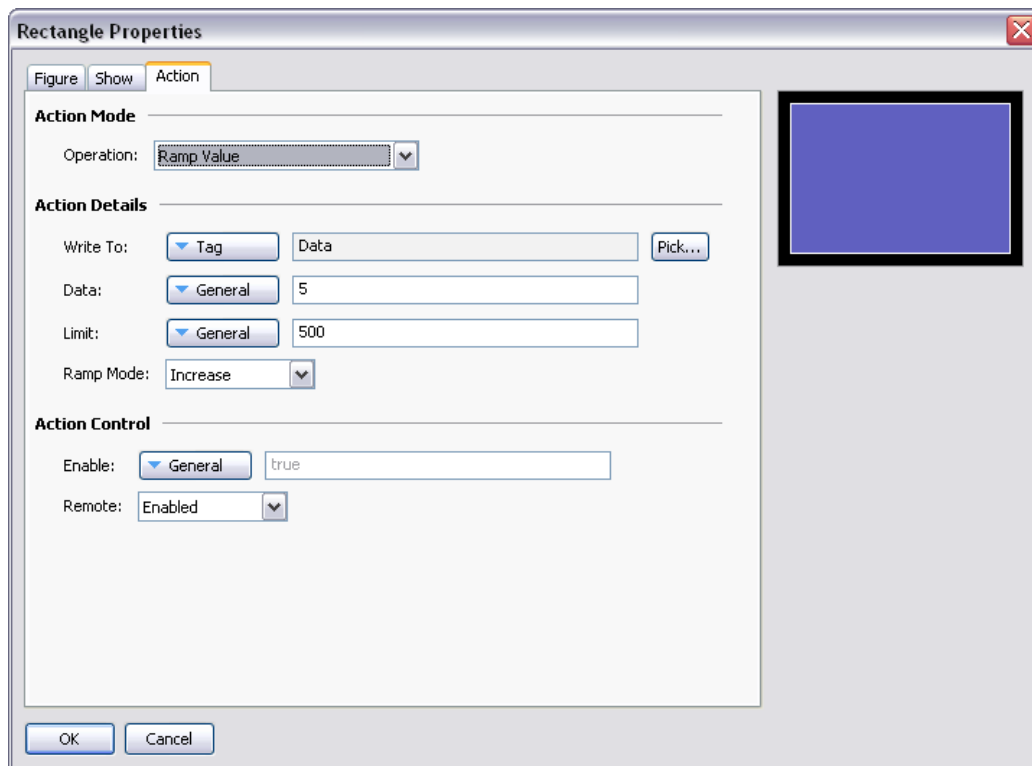 Rectangle Properties
Figure Show Action
Action Mode
Operation: Ramp Value
Action Details
Write To: Tag Data Pick...
Data: General 5
Limit: General 500
Ramp Mode: Increase
Action Control
Enable: General true
Remote: Enabled
OK Cancel